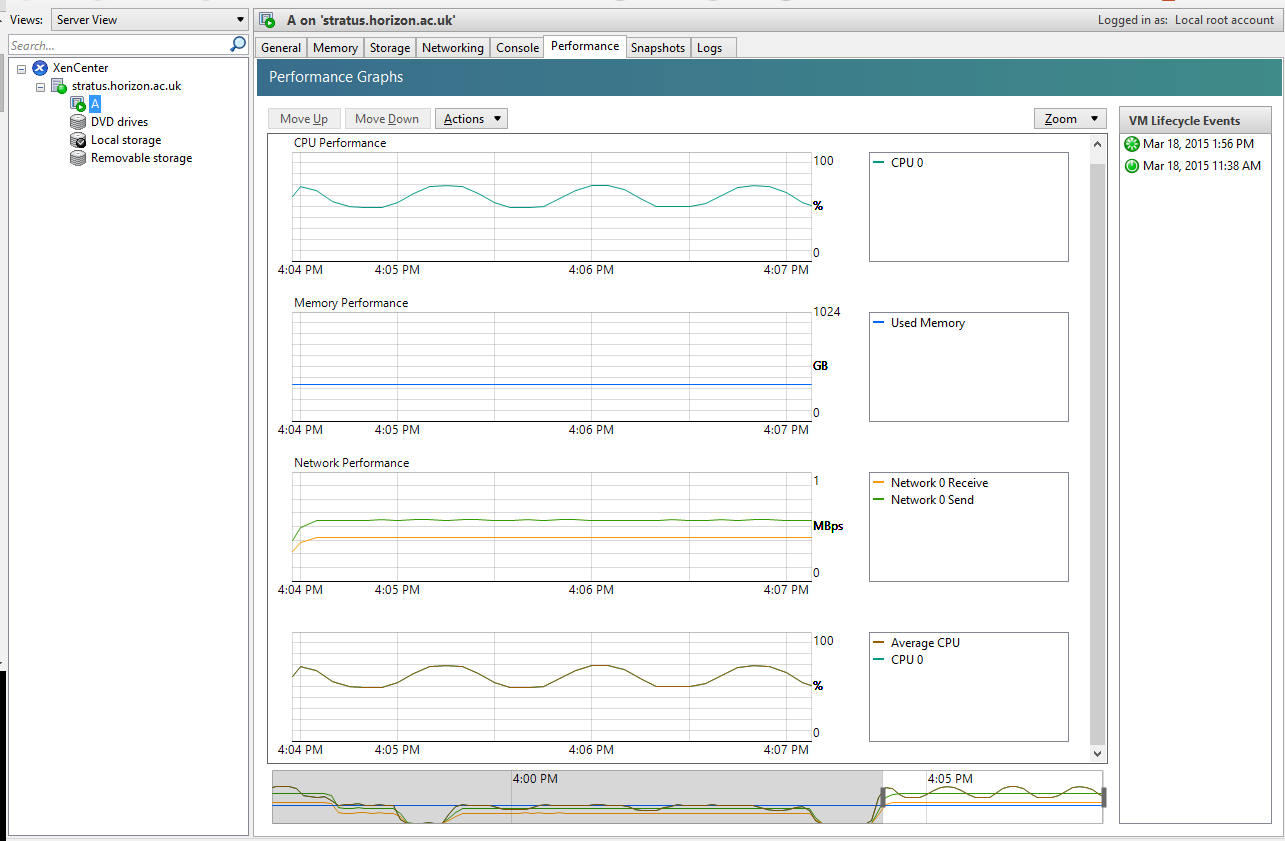 Views: Server View
Search...
XenCenter
stratus.horizon.ac.uk
A
DVD drives
Local storage
Removable storage
A on 'stratus.horizon.ac.uk'
Logged in as: Local root account
General Memory Storage Networking Console Performance Snapshots Logs
Performance Graphs
Move Up Move Down Actions Zoom
CPU Performance
100
%
0
4:04 PM 4:05 PM 4:06 PM 4:07 PM
CPU 0
Memory Performance
1024
GB
0
4:04 PM 4:05 PM 4:06 PM 4:07 PM
Used Memory
Network Performance
1
MBps
0
4:04 PM 4:05 PM 4:06 PM 4:07 PM
Network 0 Receive
Network 0 Send
100
%
0
4:04 PM 4:05 PM 4:06 PM 4:07 PM
Average CPU
CPU 0
4:00 PM 4:05 PM
VM Lifecycle Events
Mar 18, 2015 1:56 PM
Mar 18, 2015 11:38 AM